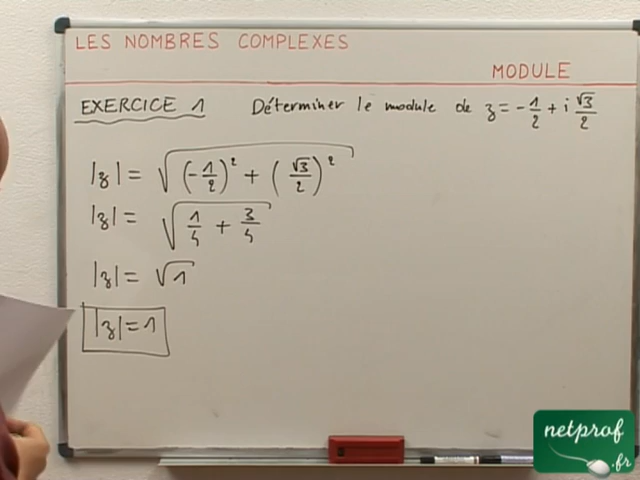 LES NOMBRES COMPLEXES
MODULE
EXERCICE 1 Déterminer le module de z = -1/2 + i √3/2
|z| = √((-1/2)² + (√3/2)²)
|z| = √(1/4 + 3/4)
|z| = √1
|z| = 1
netprof
.fr